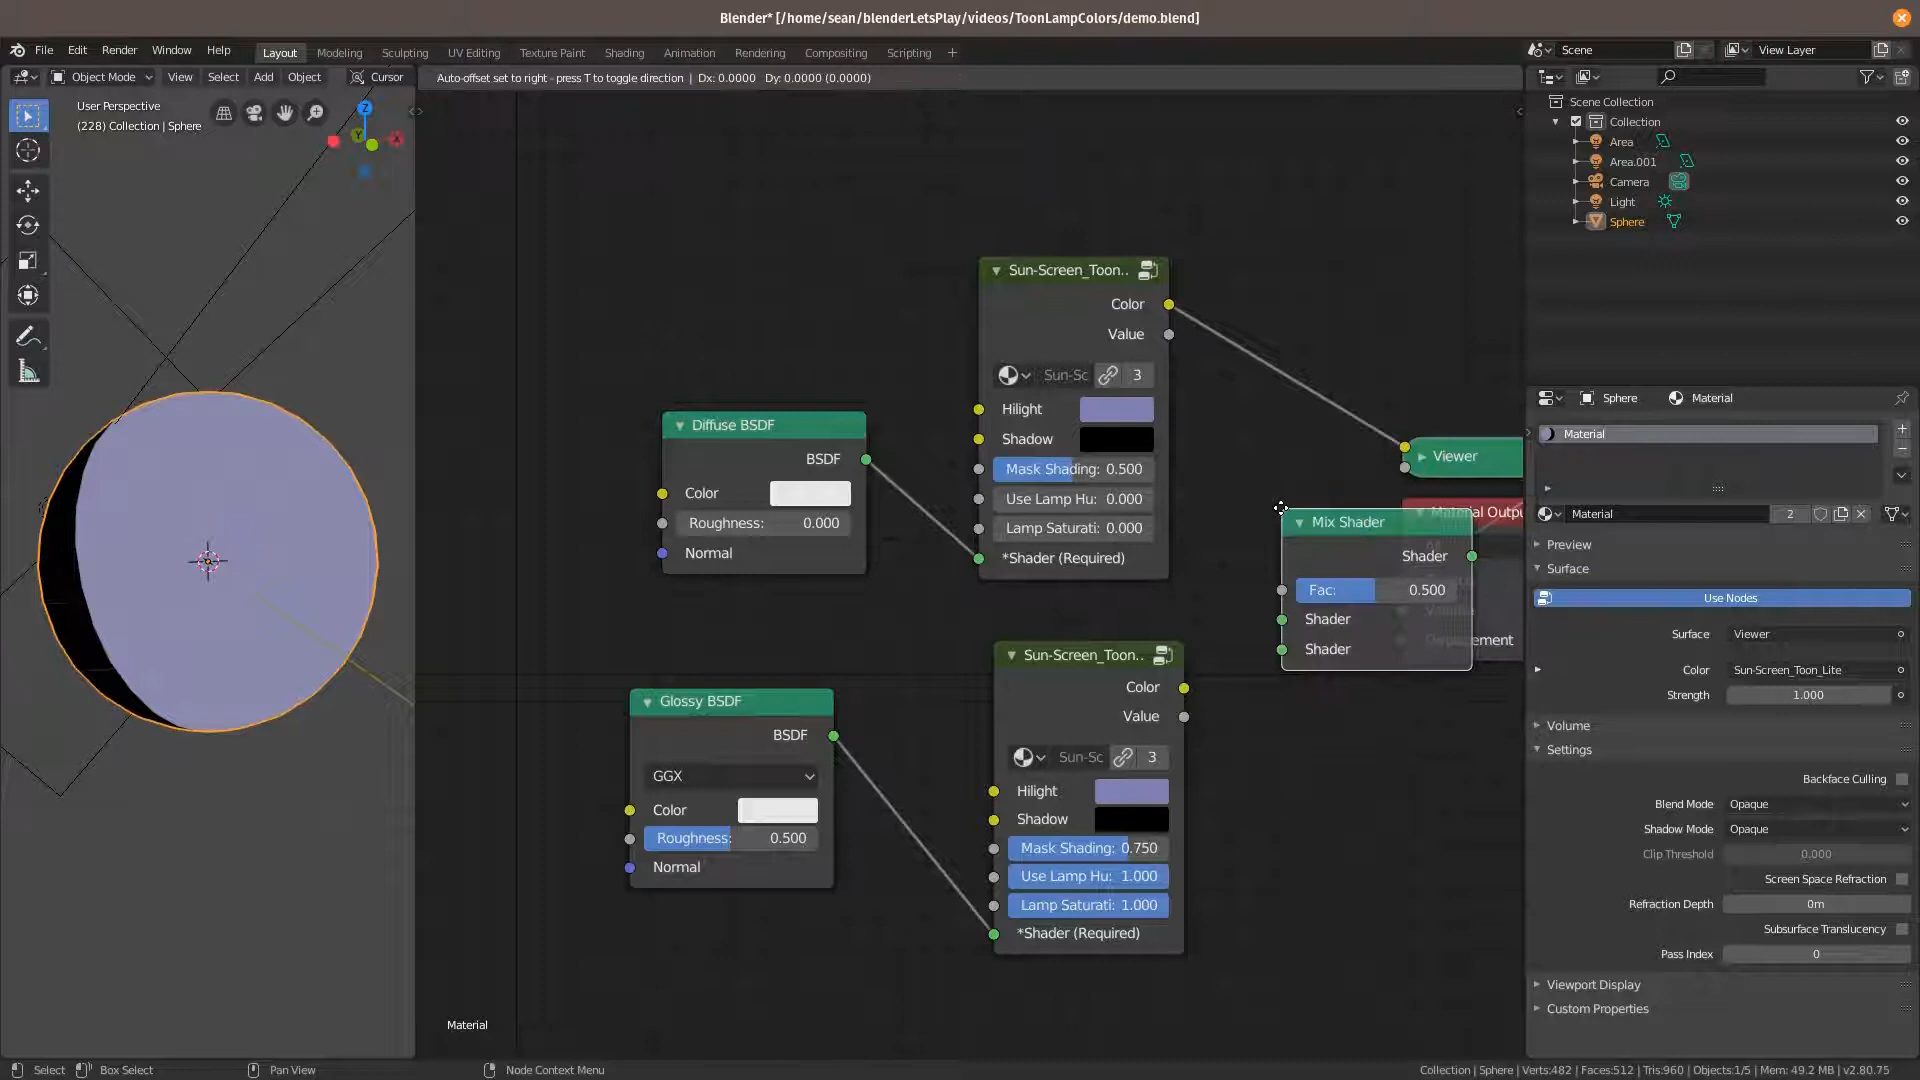 Blender* [/home/sean/blenderLetsPlay/videos/ToonLampColors/demo.blend]
File Edit Render Window Help Layout Modeling Sculpting UV Editing Texture Paint Shading Animation Rendering Compositing Scripting Scene View Layer
Object Mode View Select Add Object Cursor Auto-offset set to right - press T to toggle direction | Dx: 0.0000 Dy: 0.0000 (0.0000)
User Perspective
(228) Collection | Sphere
Z
Y
X
Scene Collection
Collection
Area
Area.001
Camera
Light
Sphere
Sun-Screen_Toon..
Color
Value
Sun-Sc 3
Hilight
Shadow
Mask Shading: 0.500
Use Lamp Hu: 0.000
Lamp Saturati: 0.000
*Shader (Required)
Diffuse BSDF
BSDF
Color
Roughness: 0.000
Normal
Viewer
Material Outpu
Mix Shader
Shader
Fac: 0.500
Shader
Shader
Sun-Screen_Toon..
Color
Value
Sun-Sc 3
Hilight
Shadow
Mask Shading: 0.750
Use Lamp Hu: 1.000
Lamp Saturati: 1.000
*Shader (Required)
Glossy BSDF
BSDF
GGX
Color
Roughness: 0.500
Normal
Material
Sphere Material
Material
Material 2
Preview
Surface
Use Nodes
Surface Viewer
Color Sun-Screen_Toon_Lite
Strength 1.000
Volume
Settings
Backface Culling
Blend Mode Opaque
Shadow Mode Opaque
Clip Threshold 0.000
Screen Space Refraction
Refraction Depth 0m
Subsurface Translucency
Pass Index 0
Viewport Display
Custom Properties
Select Box Select Pan View Node Context Menu Collection | Sphere | Verts:482 | Faces:512 | Tris:960 | Objects:1/5 | Mem: 49.2 MB | v2.80.75